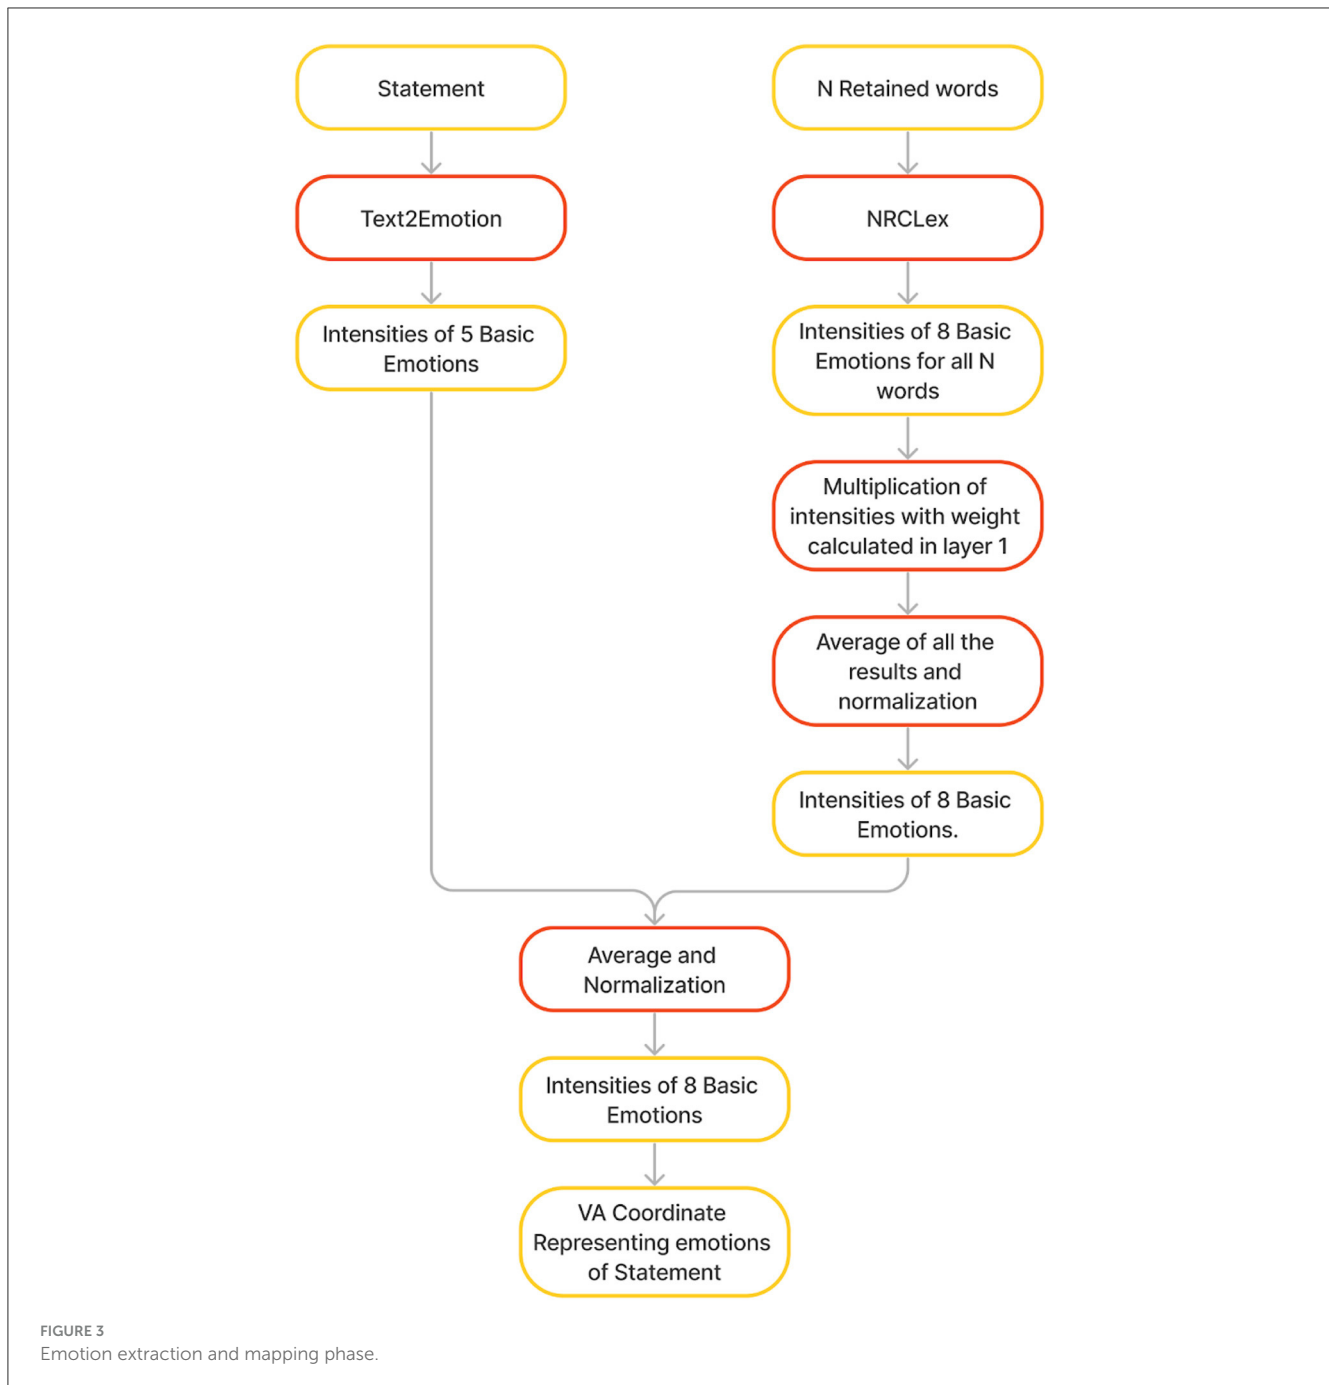 Statement
N Retained words
Text2Emotion
NRCLex
Intensities of 5 Basic
Emotions
Intensities of 8 Basic
Emotions for all N
words
Multiplication of
intensities with weight
calculated in layer 1
Average of all the
results and
normalization
Intensities of 8 Basic
Emotions.
Average and
Normalization
Intensities of 8 Basic
Emotions
VA Coordinate
Representing emotions
of Statement
FIGURE 3
Emotion extraction and mapping phase.